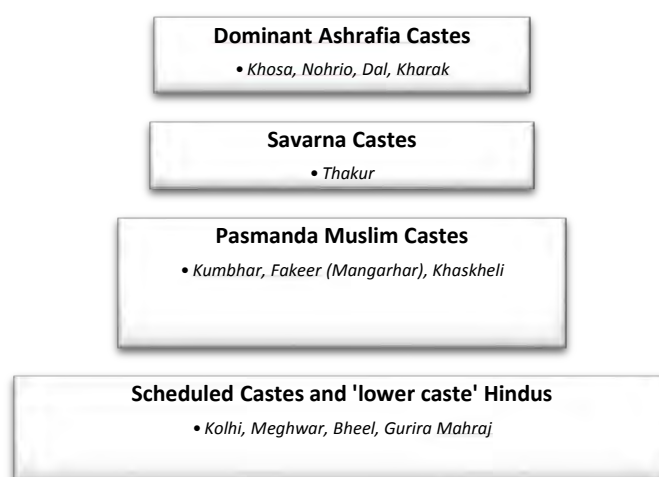 Dominant Ashrafia Castes
• Khosa, Nohrio, Dal, Kharak
Savarna Castes
• Thakur
Pasmanda Muslim Castes
• Kumbhar, Fakeer (Mangarhar), Khaskheli
Scheduled Castes and 'lower caste' Hindus
• Kolhi, Meghwar, Bheel, Gurira Mahraj